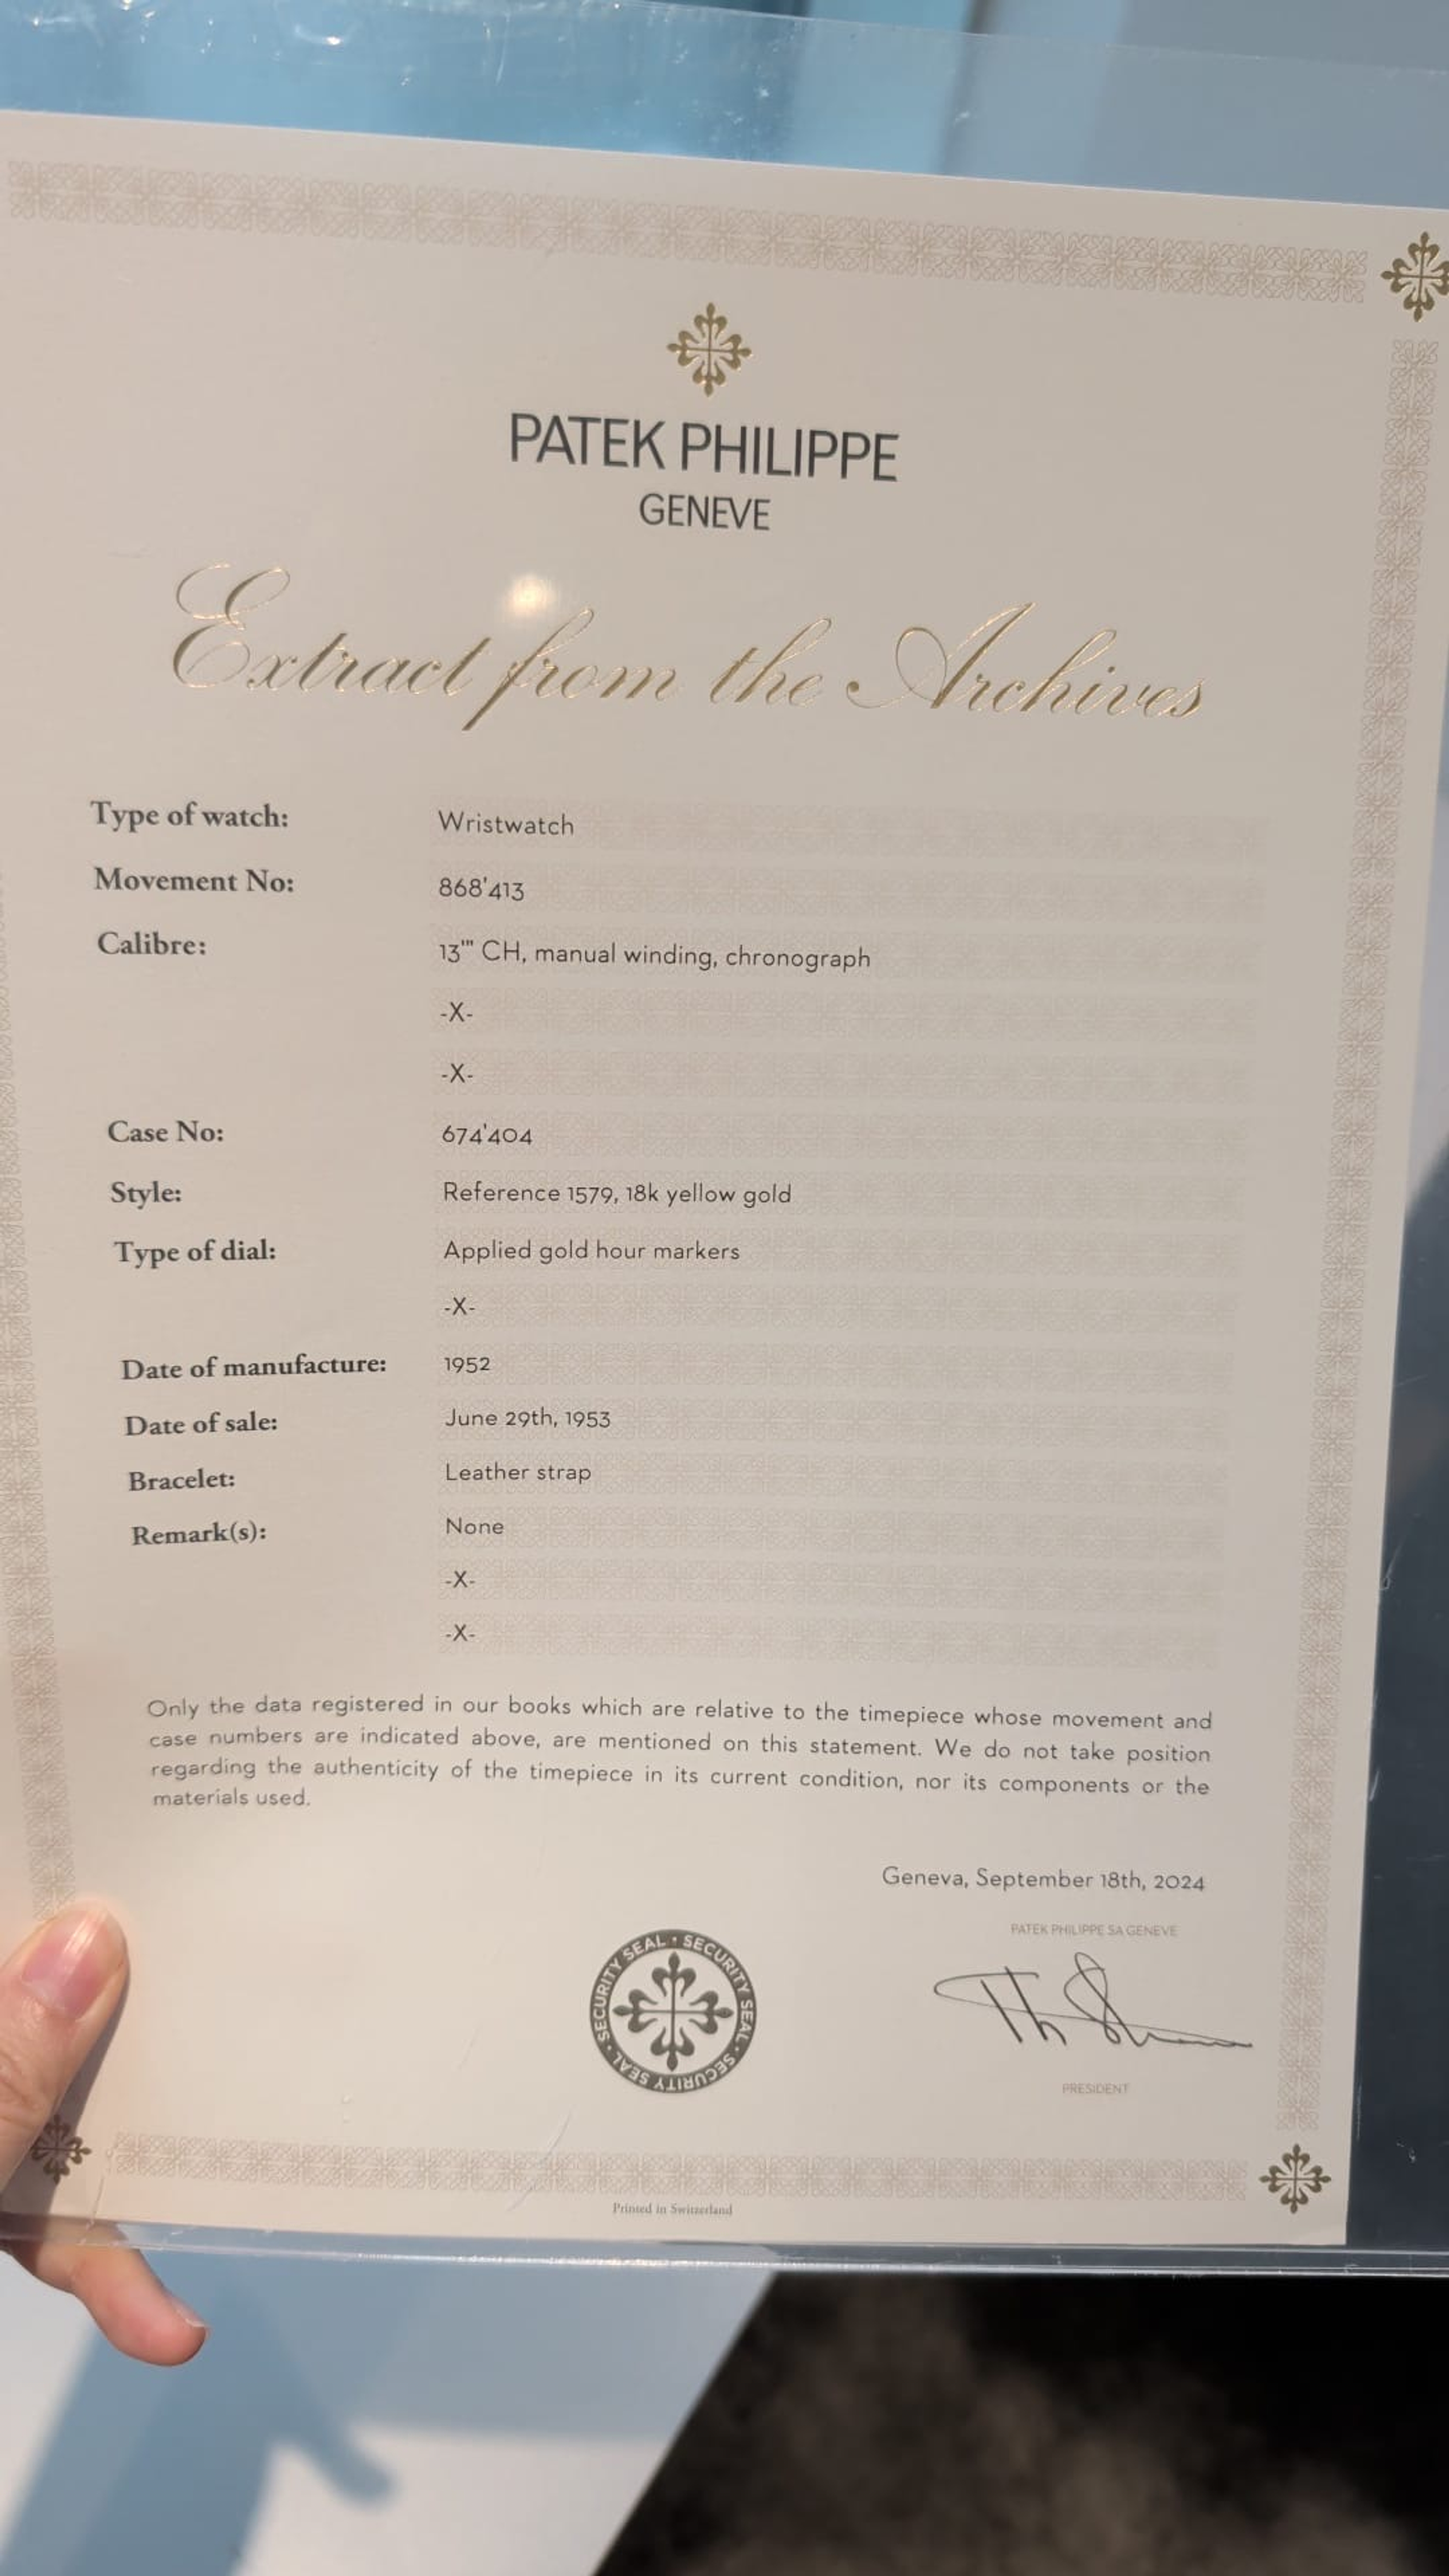 PATEK PHILIPPE
GENEVE
Extract from the Archives
Type of watch: Wristwatch
Movement No: 868'413
Calibre: 13''' CH, manual winding, chronograph
-X-
-X-
Case No: 674'404
Style: Reference 1579, 18k yellow gold
Type of dial: Applied gold hour markers
-X-
Date of manufacture: 1952
Date of sale: June 29th, 1953
Bracelet: Leather strap
Remark(s): None
-X-
-X-
Only the data registered in our books which are relative to the timepiece whose movement and
case numbers are indicated above, are mentioned on this statement. We do not take position
regarding the authenticity of the timepiece in its current condition, nor its components or the
materials used.
Geneva, September 18th, 2024
PATEK PHILIPPE SA GENEVE
SECURITY SEAL · SECURITY SEAL · SECURITY SEAL ·
PRESIDENT
Printed in Switzerland